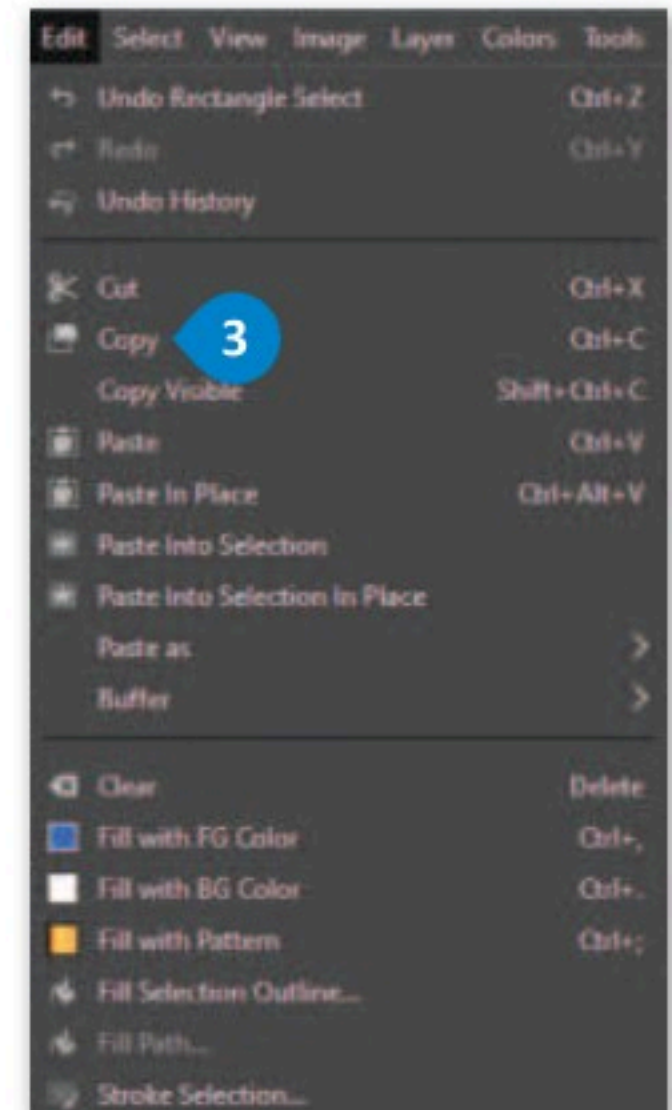 Edit Select View Image Layer Colors Tools
Undo Rectangle Select Ctrl+Z
Redo Ctrl+Y
Undo History
Cut Ctrl+X
Copy 3 Ctrl+C
Copy Visible Shift+Ctrl+C
Paste Ctrl+V
Paste In Place Ctrl+Alt+V
Paste Into Selection
Paste Into Selection In Place
Paste as
Buffer
Clear Delete
Fill with FG Color Ctrl+,
Fill with BG Color Ctrl+.
Fill with Pattern Ctrl+;
Fill Selection Outline...
Fill Path...
Stroke Selection...